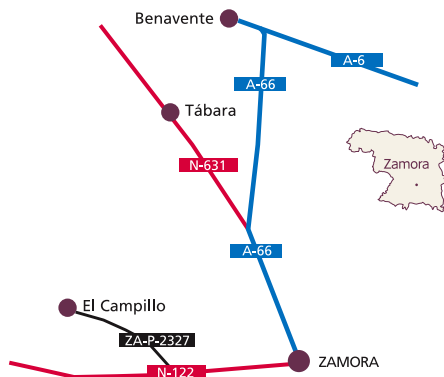 Benavente
A-6
A-66
Tábara
N-631
Zamora
A-66
El Campillo
ZA-P-2327
N-122
ZAMORA